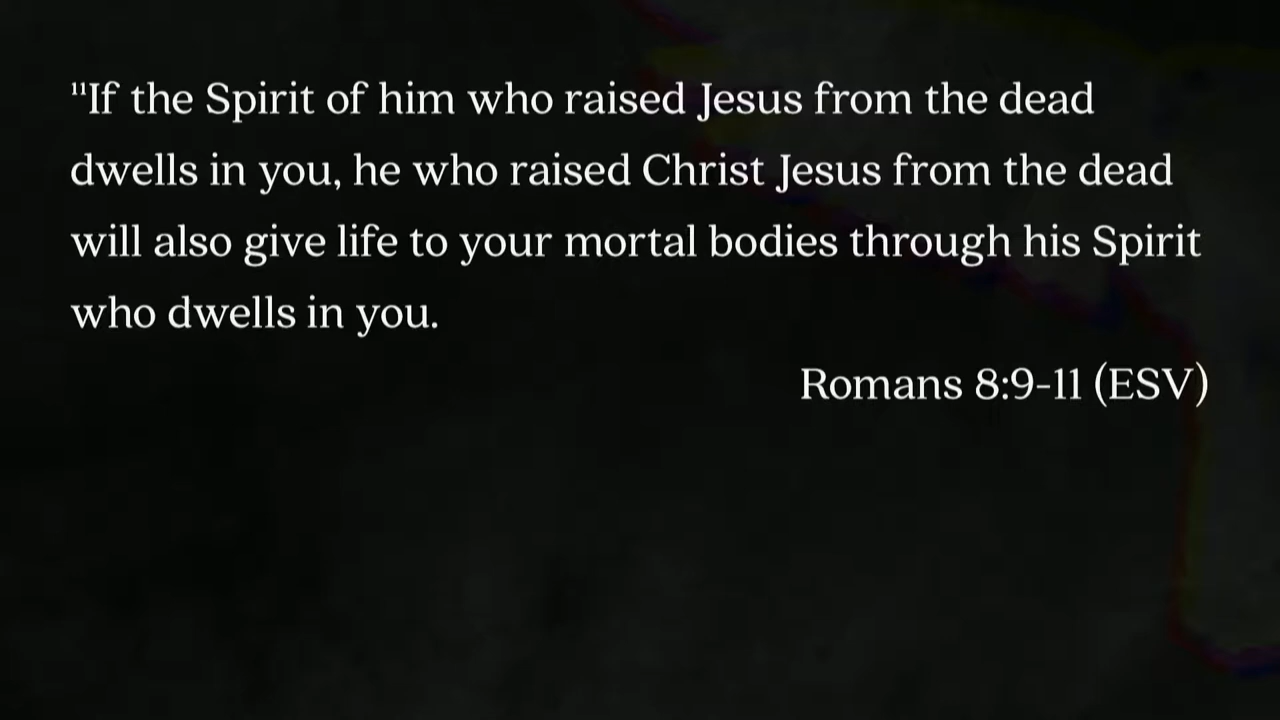 ¹¹If the Spirit of him who raised Jesus from the dead
dwells in you, he who raised Christ Jesus from the dead
will also give life to your mortal bodies through his Spirit
who dwells in you.
Romans 8:9-11 (ESV)